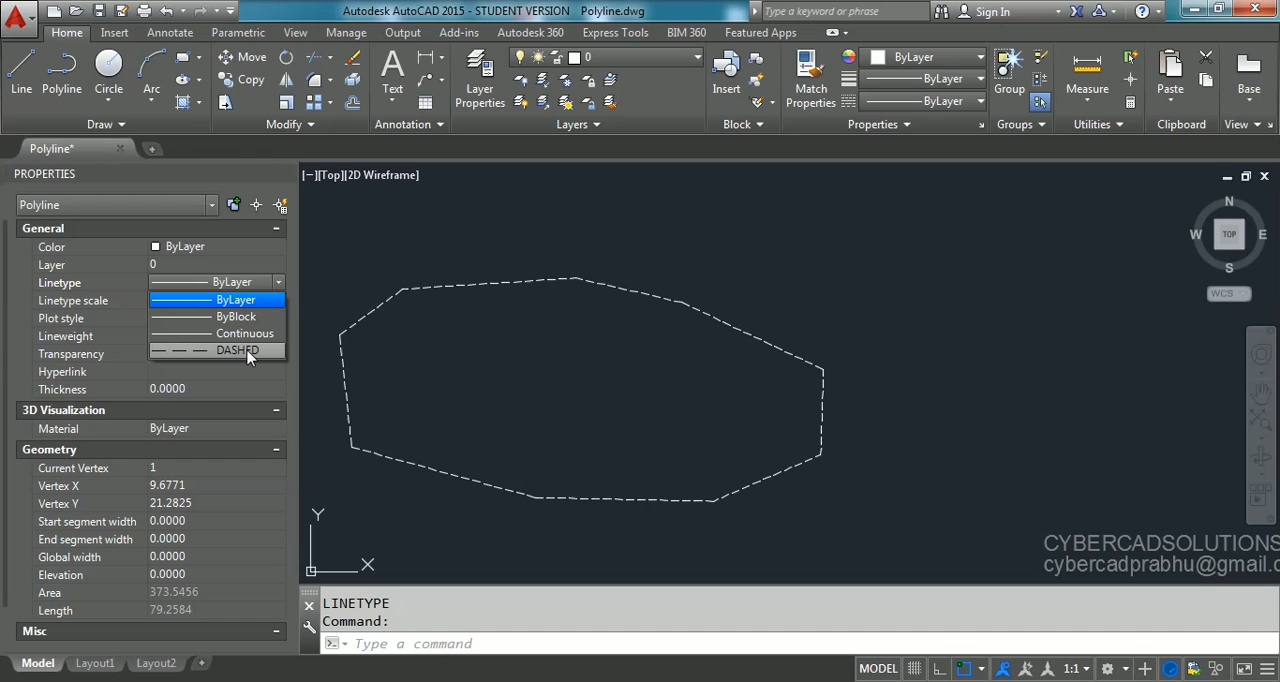 Autodesk AutoCAD 2015 - STUDENT VERSION Polyline.dwg
Type a keyword or phrase
Sign In
Home Insert Annotate Parametric View Manage Output Add-ins Autodesk 360 Express Tools BIM 360 Featured Apps
Line Polyline Circle Arc
Move
Copy
Text
Layer Properties
0
Insert
Match Properties
ByLayer
ByLayer
ByLayer
Group
Measure
Paste
Base
Draw Modify Annotation Layers Block Properties Groups Utilities Clipboard View
Polyline*
PROPERTIES
[−][Top][2D Wireframe]
Polyline
General
Color ByLayer
Layer 0
Linetype ByLayer
Linetype scale ByLayer
Plot style ByBlock
Lineweight Continuous
Transparency DASHED
Hyperlink
Thickness 0.0000
3D Visualization
Material ByLayer
Geometry
Current Vertex 1
Vertex X 9.6771
Vertex Y 21.2825
Start segment width 0.0000
End segment width 0.0000
Global width 0.0000
Elevation 0.0000
Area 373.5456
Length 79.2584
Misc
N
W TOP E
S
WCS
Y
X
CYBERCADSOLUTIONS
cybercadprabhu@gmail.c
LINETYPE
Command:
Type a command
Model Layout1 Layout2 +
MODEL 1:1